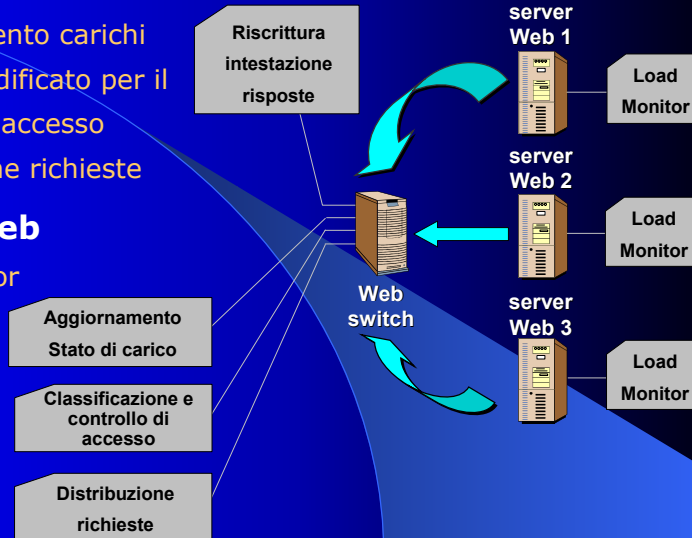 ento carichi
dificato per il
accesso
ne richieste
eb
or
Riscrittura
intestazione
risposte
Aggiornamento
Stato di carico
Classificazione e
controllo di
accesso
Distribuzione
richieste
Web
switch
server
Web 1
Load
Monitor
server
Web 2
Load
Monitor
server
Web 3
Load
Monitor